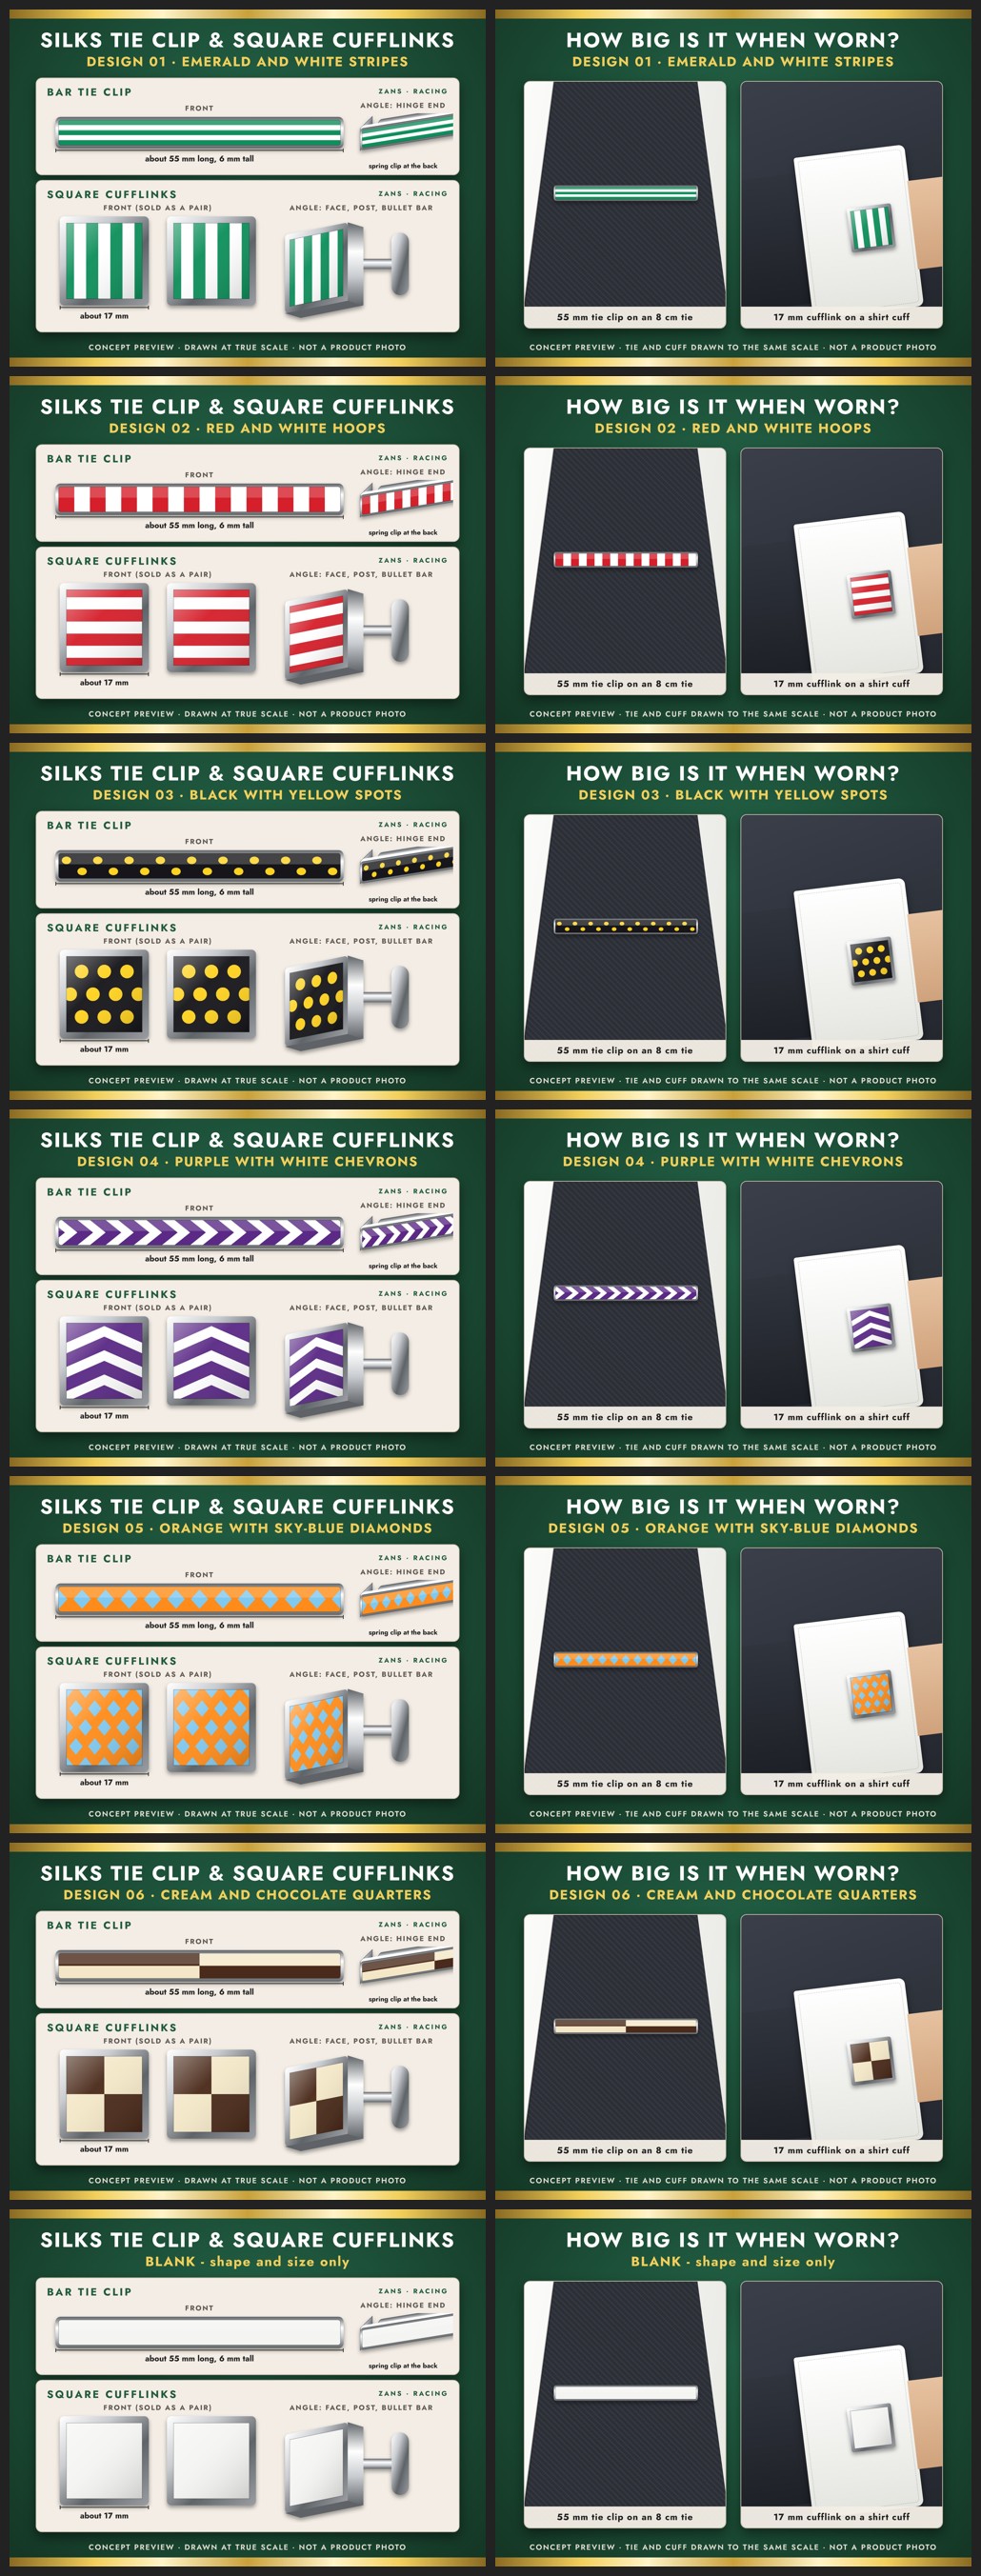 SILKS TIE CLIP & SQUARE CUFFLINKS
DESIGN 01 · EMERALD AND WHITE STRIPES
BAR TIE CLIP
ZANS · RACING
FRONT
ANGLE: HINGE END
about 55 mm long, 6 mm tall
spring clip at the back
SQUARE CUFFLINKS
ZANS · RACING
FRONT (SOLD AS A PAIR)
ANGLE: FACE, POST, BULLET BAR
about 17 mm
CONCEPT PREVIEW · DRAWN AT TRUE SCALE · NOT A PRODUCT PHOTO
HOW BIG IS IT WHEN WORN?
DESIGN 01 · EMERALD AND WHITE STRIPES
55 mm tie clip on an 8 cm tie
17 mm cufflink on a shirt cuff
CONCEPT PREVIEW · TIE AND CUFF DRAWN TO THE SAME SCALE · NOT A PRODUCT PHOTO
SILKS TIE CLIP & SQUARE CUFFLINKS
DESIGN 02 · RED AND WHITE HOOPS
BAR TIE CLIP
ZANS · RACING
FRONT
ANGLE: HINGE END
about 55 mm long, 6 mm tall
spring clip at the back
SQUARE CUFFLINKS
ZANS · RACING
FRONT (SOLD AS A PAIR)
ANGLE: FACE, POST, BULLET BAR
about 17 mm
CONCEPT PREVIEW · DRAWN AT TRUE SCALE · NOT A PRODUCT PHOTO
HOW BIG IS IT WHEN WORN?
DESIGN 02 · RED AND WHITE HOOPS
55 mm tie clip on an 8 cm tie
17 mm cufflink on a shirt cuff
CONCEPT PREVIEW · TIE AND CUFF DRAWN TO THE SAME SCALE · NOT A PRODUCT PHOTO
SILKS TIE CLIP & SQUARE CUFFLINKS
DESIGN 03 · BLACK WITH YELLOW SPOTS
BAR TIE CLIP
ZANS · RACING
FRONT
ANGLE: HINGE END
about 55 mm long, 6 mm tall
spring clip at the back
SQUARE CUFFLINKS
ZANS · RACING
FRONT (SOLD AS A PAIR)
ANGLE: FACE, POST, BULLET BAR
about 17 mm
CONCEPT PREVIEW · DRAWN AT TRUE SCALE · NOT A PRODUCT PHOTO
HOW BIG IS IT WHEN WORN?
DESIGN 03 · BLACK WITH YELLOW SPOTS
55 mm tie clip on an 8 cm tie
17 mm cufflink on a shirt cuff
CONCEPT PREVIEW · TIE AND CUFF DRAWN TO THE SAME SCALE · NOT A PRODUCT PHOTO
SILKS TIE CLIP & SQUARE CUFFLINKS
DESIGN 04 · PURPLE WITH WHITE CHEVRONS
BAR TIE CLIP
ZANS · RACING
FRONT
ANGLE: HINGE END
about 55 mm long, 6 mm tall
spring clip at the back
SQUARE CUFFLINKS
ZANS · RACING
FRONT (SOLD AS A PAIR)
ANGLE: FACE, POST, BULLET BAR
about 17 mm
CONCEPT PREVIEW · DRAWN AT TRUE SCALE · NOT A PRODUCT PHOTO
HOW BIG IS IT WHEN WORN?
DESIGN 04 · PURPLE WITH WHITE CHEVRONS
55 mm tie clip on an 8 cm tie
17 mm cufflink on a shirt cuff
CONCEPT PREVIEW · TIE AND CUFF DRAWN TO THE SAME SCALE · NOT A PRODUCT PHOTO
SILKS TIE CLIP & SQUARE CUFFLINKS
DESIGN 05 · ORANGE WITH SKY-BLUE DIAMONDS
BAR TIE CLIP
ZANS · RACING
FRONT
ANGLE: HINGE END
about 55 mm long, 6 mm tall
spring clip at the back
SQUARE CUFFLINKS
ZANS · RACING
FRONT (SOLD AS A PAIR)
ANGLE: FACE, POST, BULLET BAR
about 17 mm
CONCEPT PREVIEW · DRAWN AT TRUE SCALE · NOT A PRODUCT PHOTO
HOW BIG IS IT WHEN WORN?
DESIGN 05 · ORANGE WITH SKY-BLUE DIAMONDS
55 mm tie clip on an 8 cm tie
17 mm cufflink on a shirt cuff
CONCEPT PREVIEW · TIE AND CUFF DRAWN TO THE SAME SCALE · NOT A PRODUCT PHOTO
SILKS TIE CLIP & SQUARE CUFFLINKS
DESIGN 06 · CREAM AND CHOCOLATE QUARTERS
BAR TIE CLIP
ZANS · RACING
FRONT
ANGLE: HINGE END
about 55 mm long, 6 mm tall
spring clip at the back
SQUARE CUFFLINKS
ZANS · RACING
FRONT (SOLD AS A PAIR)
ANGLE: FACE, POST, BULLET BAR
about 17 mm
CONCEPT PREVIEW · DRAWN AT TRUE SCALE · NOT A PRODUCT PHOTO
HOW BIG IS IT WHEN WORN?
DESIGN 06 · CREAM AND CHOCOLATE QUARTERS
55 mm tie clip on an 8 cm tie
17 mm cufflink on a shirt cuff
CONCEPT PREVIEW · TIE AND CUFF DRAWN TO THE SAME SCALE · NOT A PRODUCT PHOTO
SILKS TIE CLIP & SQUARE CUFFLINKS
BLANK - shape and size only
BAR TIE CLIP
ZANS · RACING
FRONT
ANGLE: HINGE END
about 55 mm long, 6 mm tall
spring clip at the back
SQUARE CUFFLINKS
ZANS · RACING
FRONT (SOLD AS A PAIR)
ANGLE: FACE, POST, BULLET BAR
about 17 mm
CONCEPT PREVIEW · DRAWN AT TRUE SCALE · NOT A PRODUCT PHOTO
HOW BIG IS IT WHEN WORN?
BLANK - shape and size only
55 mm tie clip on an 8 cm tie
17 mm cufflink on a shirt cuff
CONCEPT PREVIEW · TIE AND CUFF DRAWN TO THE SAME SCALE · NOT A PRODUCT PHOTO